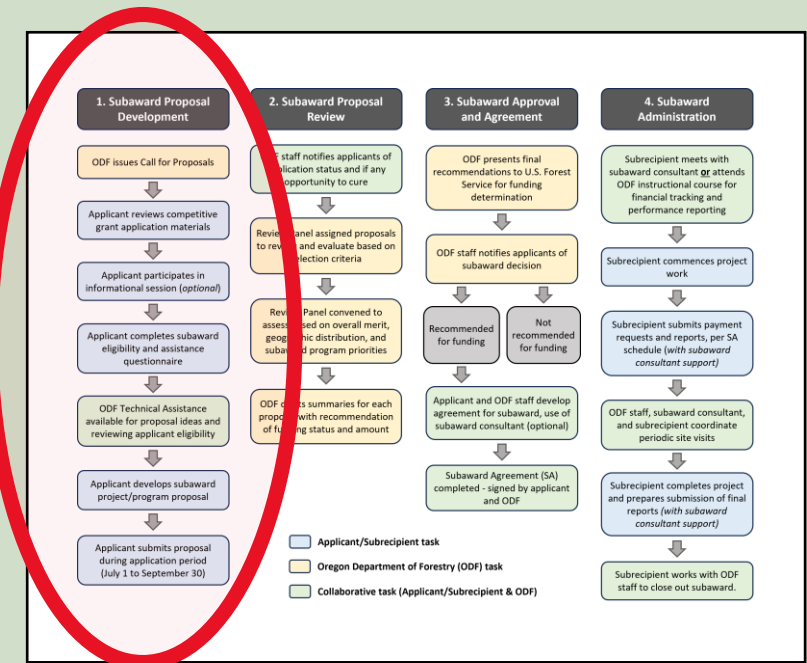 1. Subaward Proposal
Development
ODF issues Call for Proposals
Applicant reviews competitive
grant application materials
Applicant participates in
informational session (optional)
Applicant completes subaward
eligibility and assistance
questionnaire
ODF Technical Assistance
available for proposal ideas and
reviewing applicant eligibility
Applicant develops subaward
project/program proposal
Applicant submits proposal
during application period
(July 1 to September 30)
2. Subaward Proposal
Review
staff notifies applicants of
status and if any
opportunity to cure
Panel assigned proposals
to and evaluate based on
criteria
Panel convened to
based on overall merit,
distribution, and
program priorities
ODF summaries for each
with recommendation
of status and amount
3. Subaward Approval
and Agreement
ODF presents final
recommendations to U.S. Forest
Service for funding
determination
ODF staff notifies applicants of
subaward decision
Recommended
for funding
Not
recommended
for funding
Applicant and ODF staff develop
agreement for subaward, use of
subaward consultant (optional)
Subaward Agreement (SA)
completed - signed by applicant
and ODF
4. Subaward
Administration
Subrecipient meets with
subaward consultant or attends
ODF instructional course for
financial tracking and
performance reporting
Subrecipient commences project
work
Subrecipient submits payment
requests and reports, per SA
schedule (with subaward
consultant support)
ODF staff, subaward consultant,
and subrecipient coordinate
periodic site visits
Subrecipient completes project
and prepares submission of final
reports (with subaward
consultant support)
Subrecipient works with ODF
staff to close out subaward.
Applicant/Subrecipient task
Oregon Department of Forestry (ODF) task
Collaborative task (Applicant/Subrecipient & ODF)